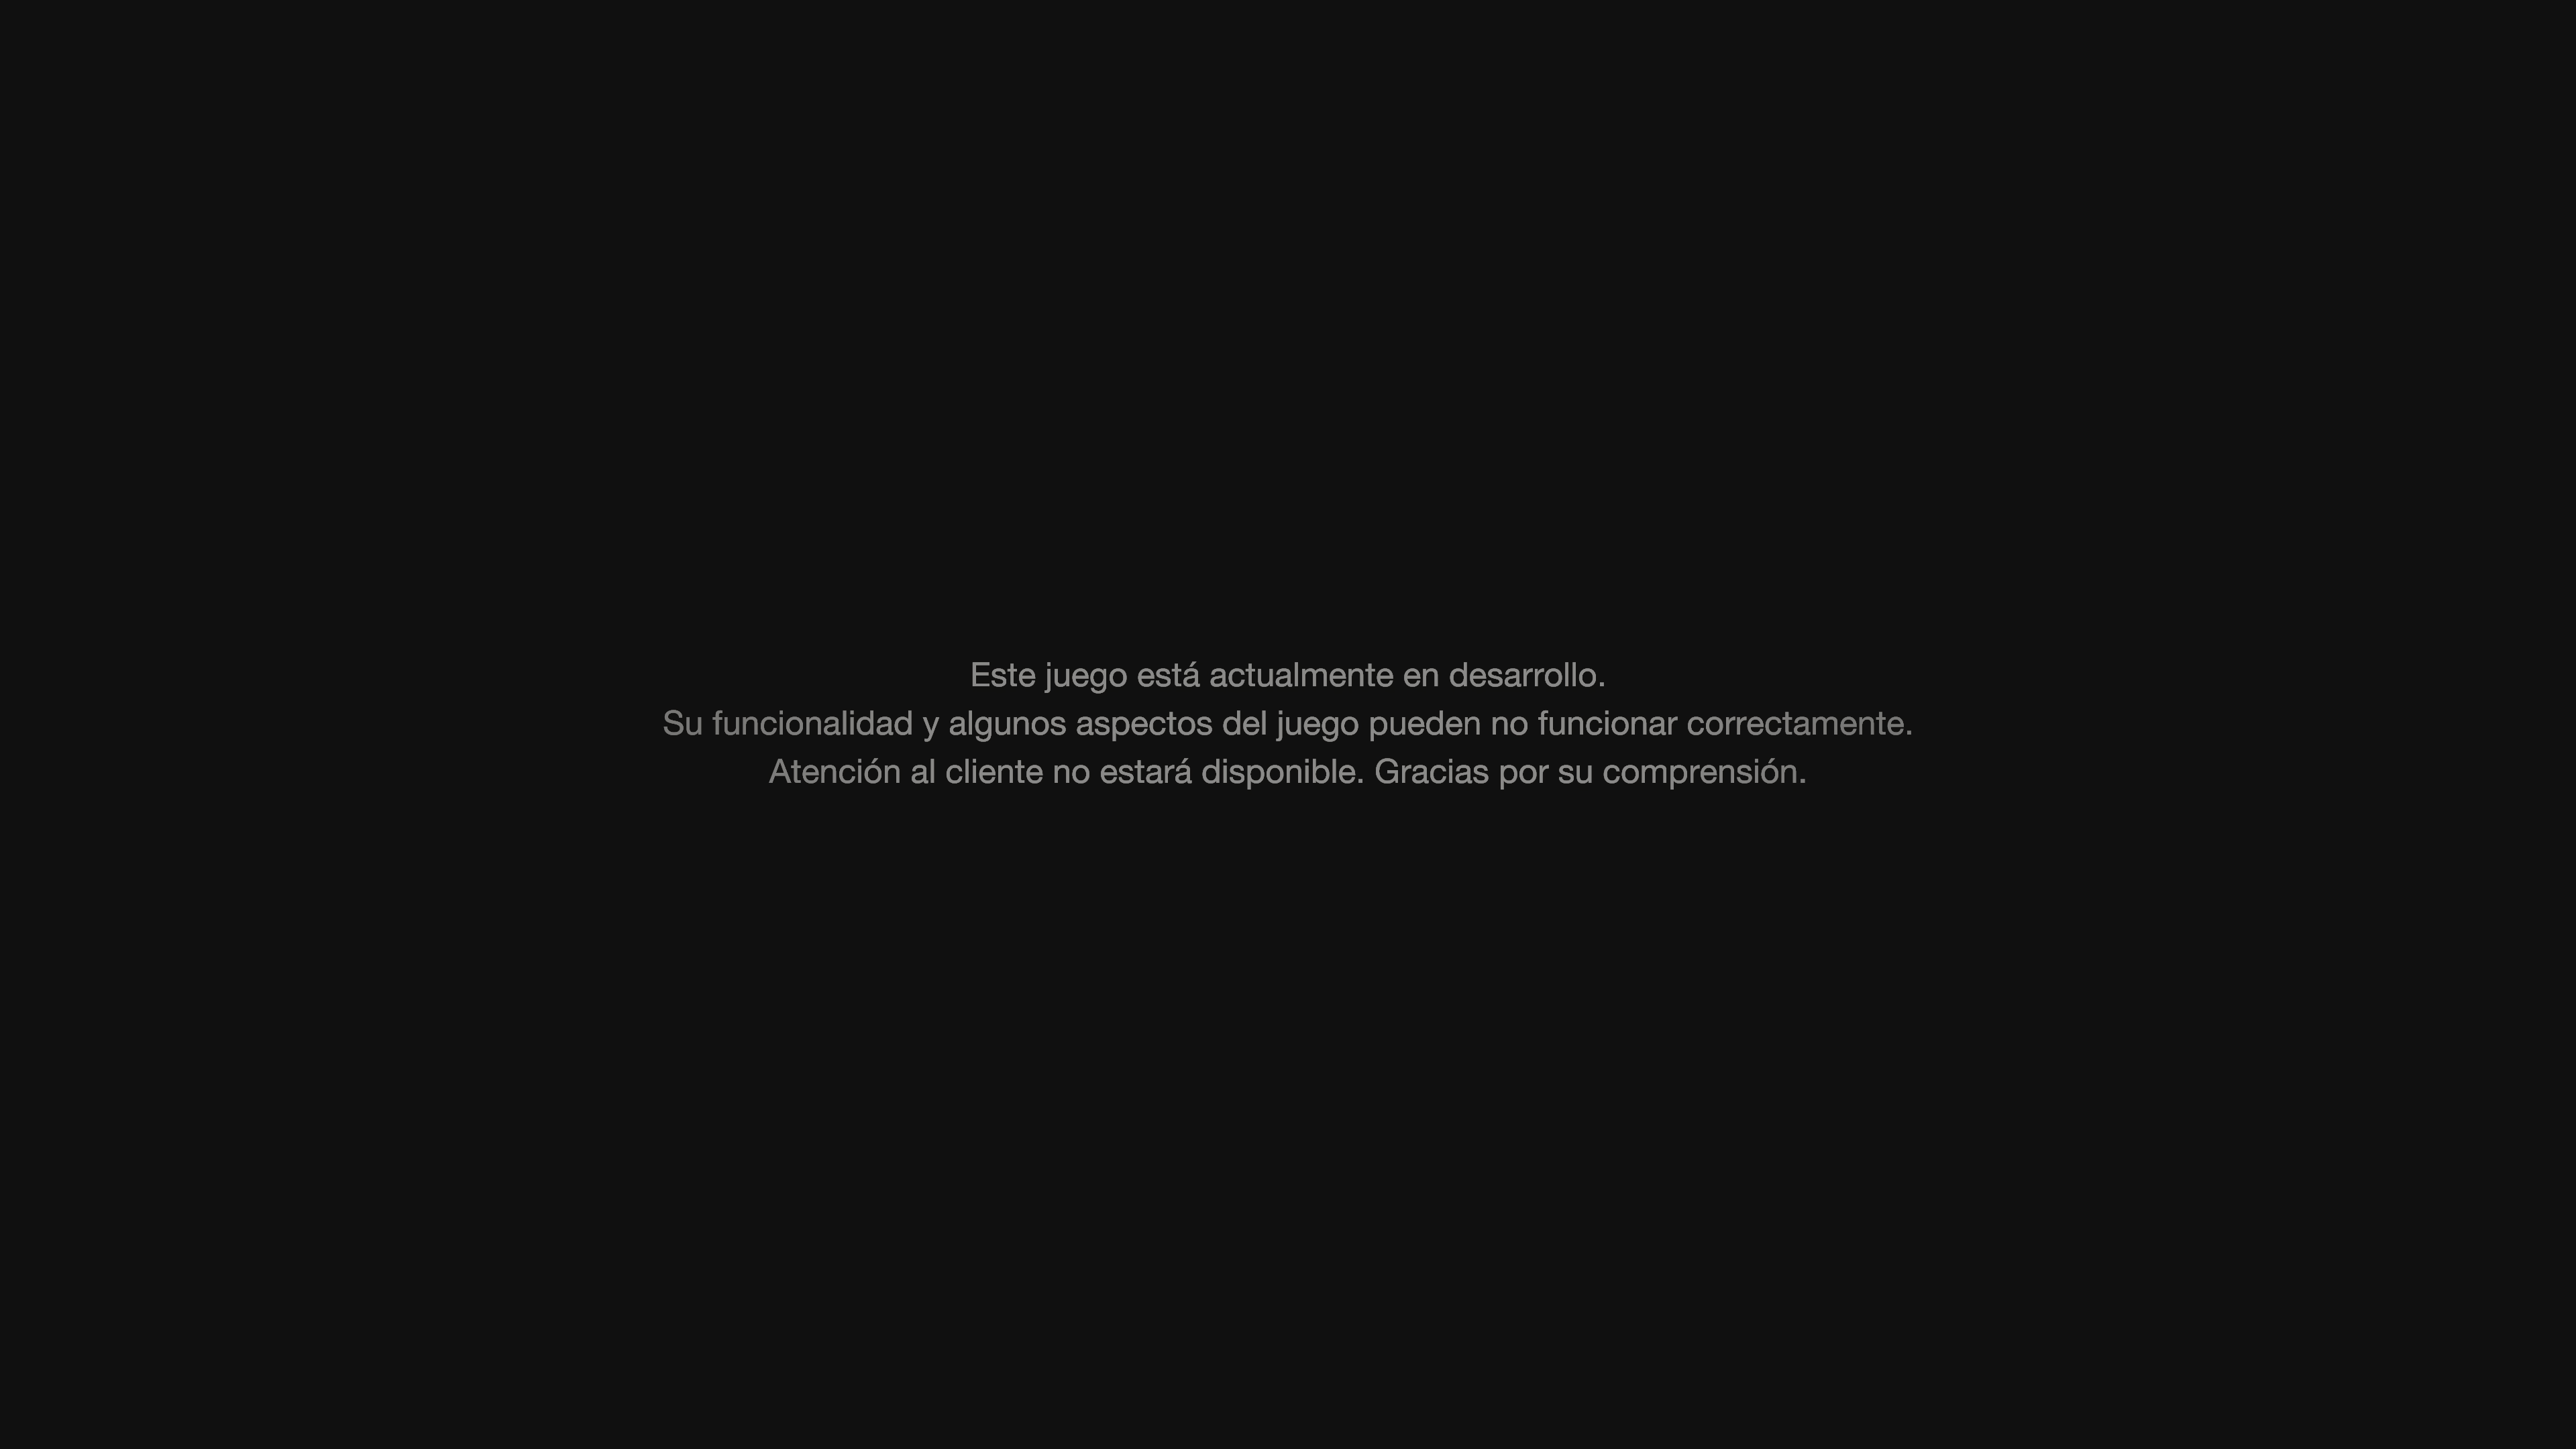 Este juego está actualmente en desarrollo.
Su funcionalidad y algunos aspectos del juego pueden no funcionar correctamente.
Atención al cliente no estará disponible. Gracias por su comprensión.